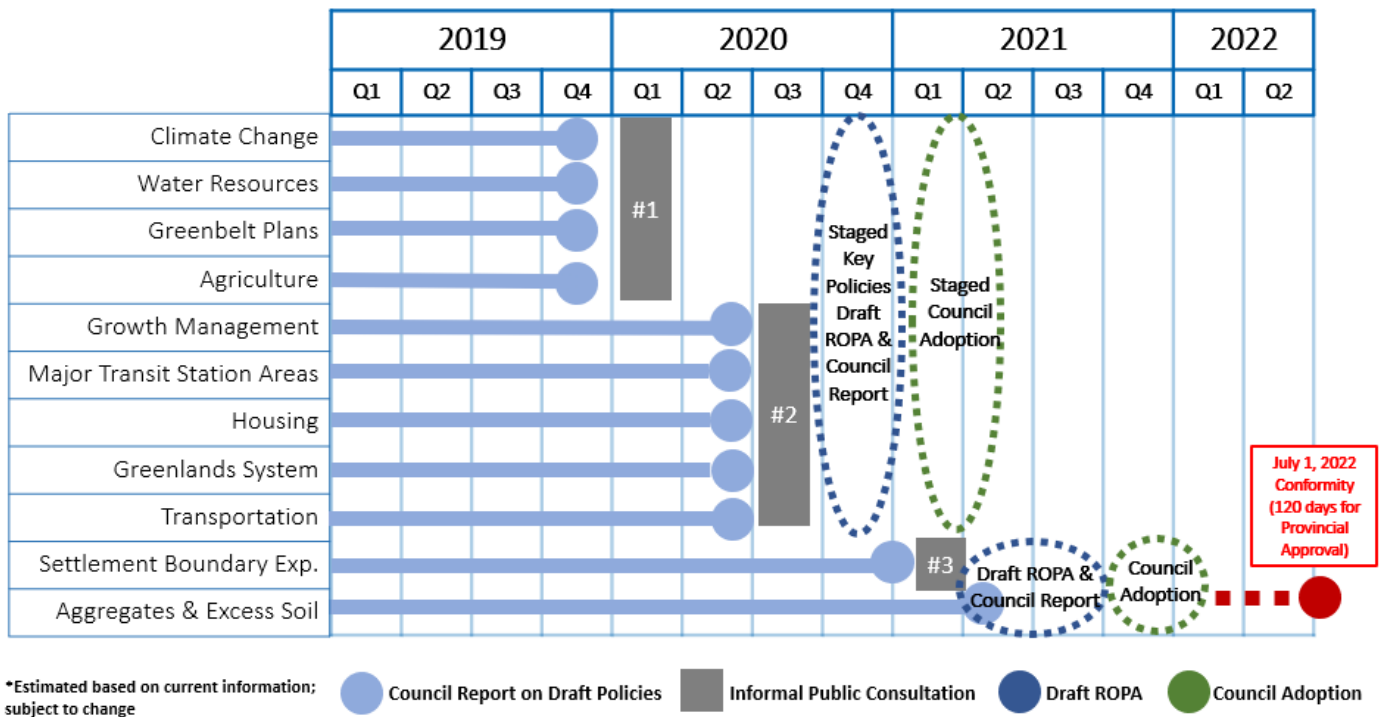 2019 2020 2021 2022
Q1 Q2 Q3 Q4 Q1 Q2 Q3 Q4 Q1 Q2 Q3 Q4 Q1 Q2
Climate Change
Water Resources
Greenbelt Plans
Agriculture
Growth Management
Major Transit Station Areas
Housing
Greenlands System
Transportation
Settlement Boundary Exp.
Aggregates & Excess Soil
#1
#2
#3
Staged
Key
Policies
Draft
ROPA &
Council
Report
Staged
Council
Adoption
Draft ROPA &
Council Report
Council
Adoption
July 1, 2022
Conformity
(120 days for
Provincial
Approval)
*Estimated based on current information;
subject to change
Council Report on Draft Policies
Informal Public Consultation
Draft ROPA
Council Adoption